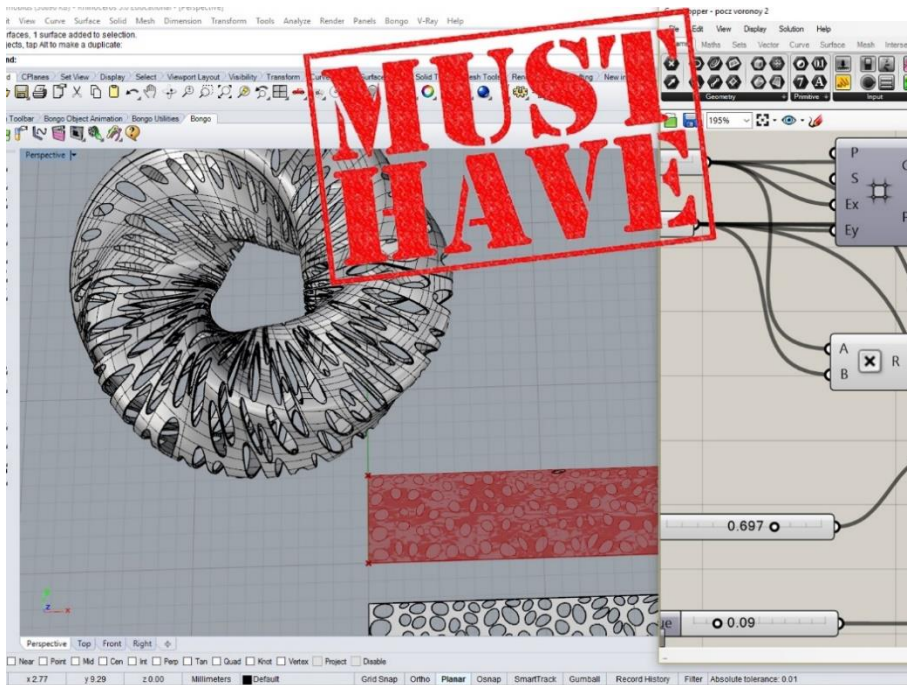 View Curve Surface Solid Mesh Dimension Transform Tools Analyze Render Panels Bongo V-Ray Help
rfaces, 1 surface added to selection.
jects, tap Alt to make a duplicate:
nd:
CPlanes Set View Display Select Viewport Layout Visibility Transform
Toolbar Bongo Object Animation Bongo Utilities Bongo
Perspective
MUST
HAVE
pper - pocz voronoy 2
Edit View Display Solution Help
Maths Sets Vector Curve Surface Mesh Interse
Geometry Primitive Input
195%
P
S
Ex
Ey
A
B
R
0.697
0.09
z x
Perspective Top Front Right
Near Point Mid Cen Int Perp Tan Quad Knot Vertex Project Disable
x 2.77 y 9.29 z 0.00 Millimeters Default Grid Snap Ortho Planar Osnap SmartTrack Gumball Record History Filter Absolute tolerance: 0.01